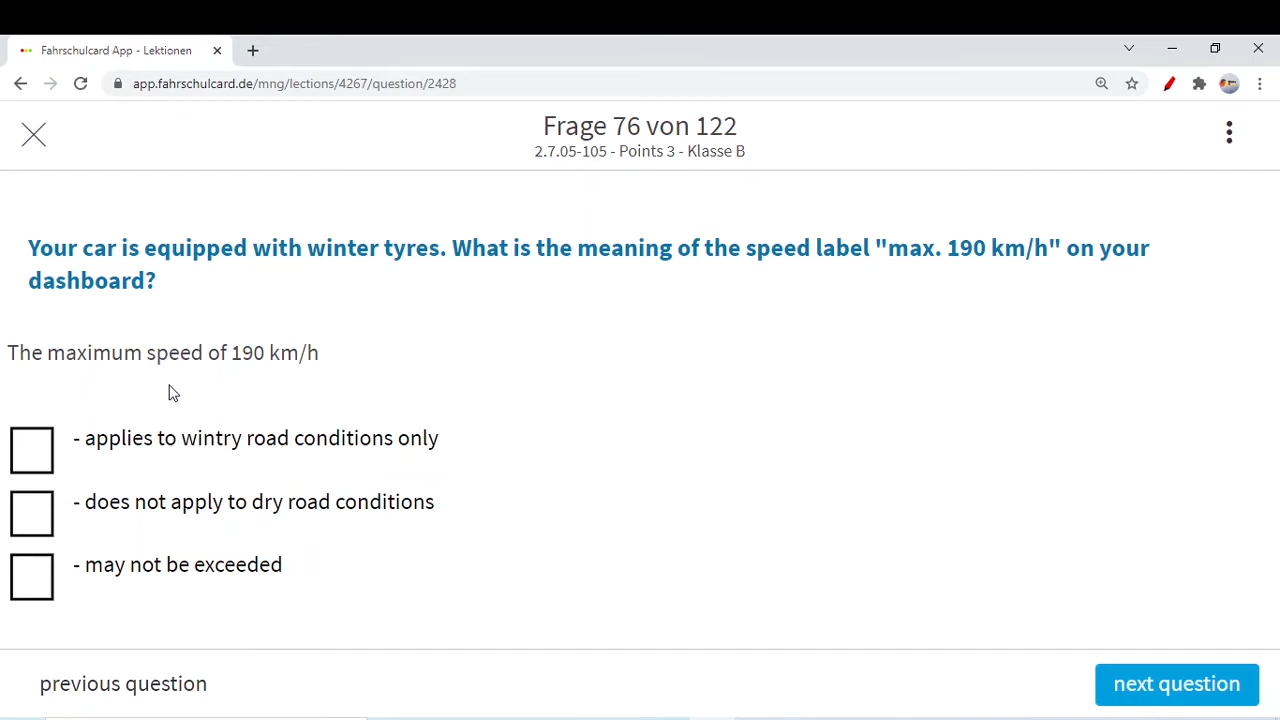 Fahrschulcard App - Lektionen
app.fahrschulcard.de/mng/lections/4267/question/2428
Frage 76 von 122
2.7.05-105 - Points 3 - Klasse B
Your car is equipped with winter tyres. What is the meaning of the speed label "max. 190 km/h" on your
dashboard?
The maximum speed of 190 km/h
- applies to wintry road conditions only
- does not apply to dry road conditions
- may not be exceeded
previous question
next question